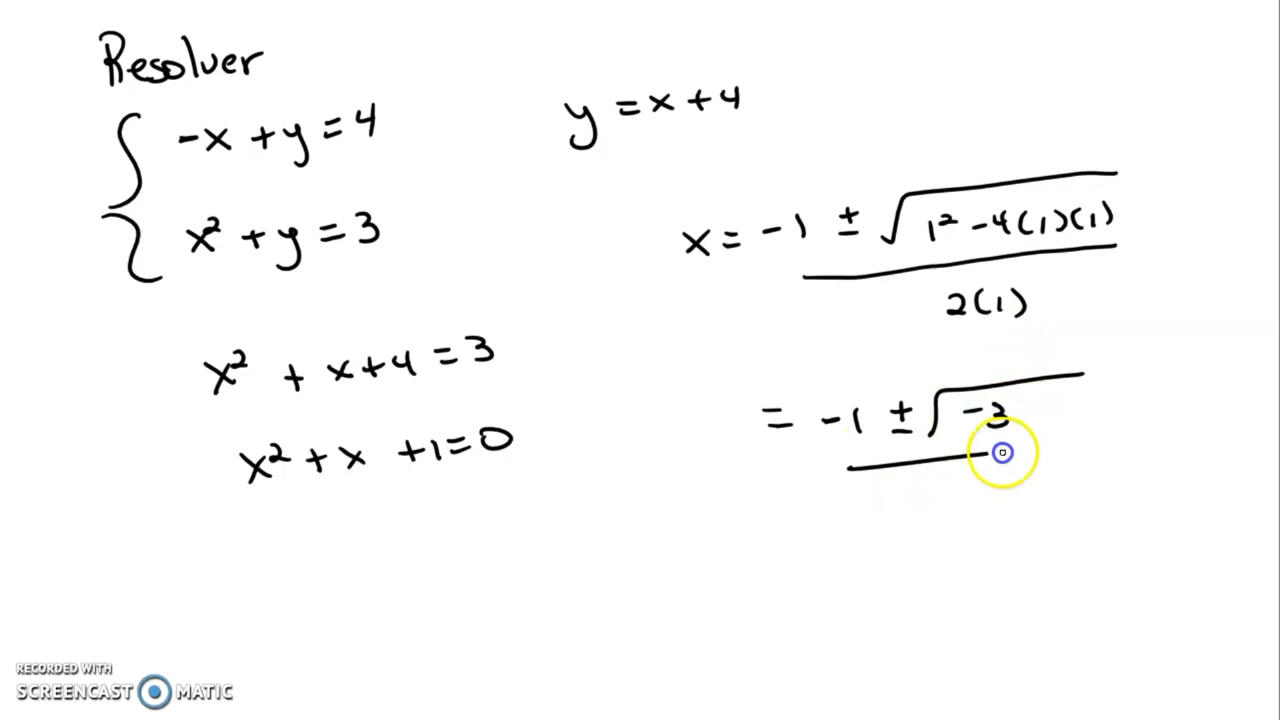 Resolver
-x + y = 4
x² + y = 3
x² + x + 4 = 3
x² + x + 1 = 0
y = x + 4
x = -1 ± √(1² - 4(1)(1))
2(1)
= -1 ± √-3
RECORDED WITH
SCREENCAST MATIC